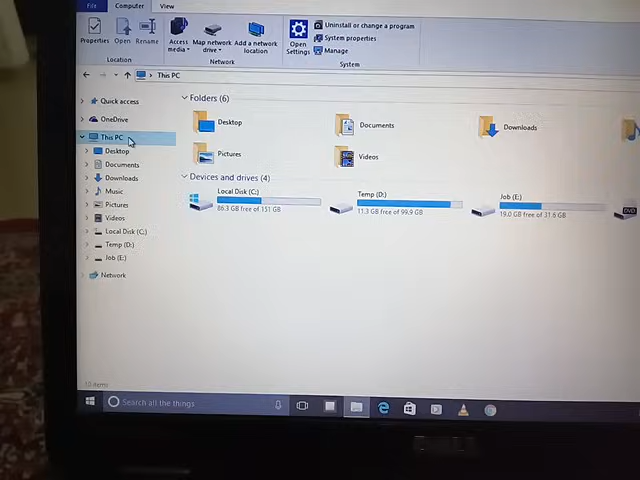 File Computer View
Properties Open Rename Access media Map network drive Add a network location Open Settings Uninstall or change a program
System properties
Manage
Location Network System
This PC
Quick access
OneDrive
This PC
Desktop
Documents
Downloads
Music
Pictures
Videos
Local Disk (C:)
Temp (D:)
Job (E:)
Network
Folders (6)
Desktop Documents Downloads
Pictures Videos
Devices and drives (4)
Local Disk (C:) Temp (D:) Job (E:)
86.3 GB free of 151 GB 11.3 GB free of 99.9 GB 19.0 GB free of 31.6 GB
DVD
10 items
Search all the things